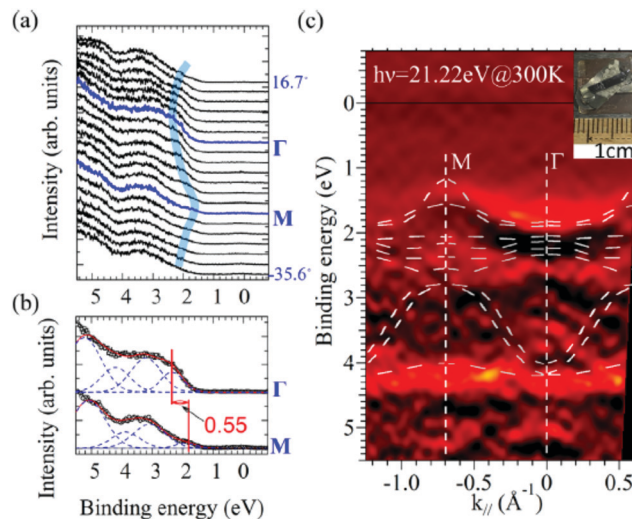 (a)
Intensity (arb. units)
16.7°
Γ
M
-35.6°
5 4 3 2 1 0
(b)
Intensity (arb. units)
Γ
0.55
M
5 4 3 2 1 0
Binding energy (eV)
(c)
hν=21.22eV@300K
1cm
M Γ
Binding energy (eV)
0
1
2
3
4
5
-1.0 -0.5 0 0.5
k// (Å⁻¹)